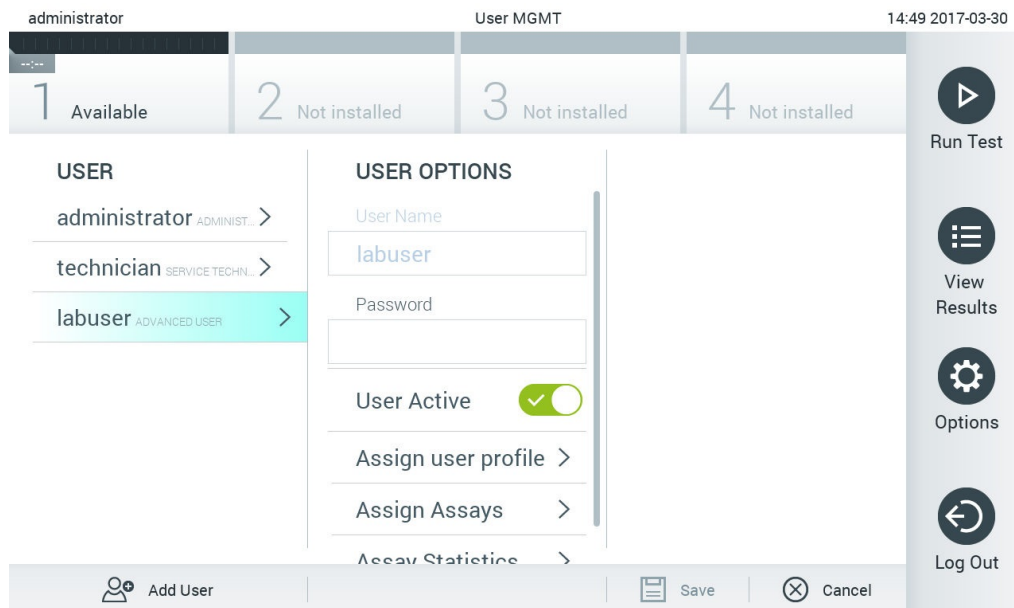 administrator User MGMT 14:49 2017-03-30
--:--
1 Available 2 Not installed 3 Not installed 4 Not installed
Run Test
USER
administrator ADMINIST...
technician SERVICE TECHN...
labuser ADVANCED USER
USER OPTIONS
User Name
labuser
Password
User Active
Assign user profile
Assign Assays
Assay Statistics
View
Results
Options
Log Out
Add User Save Cancel